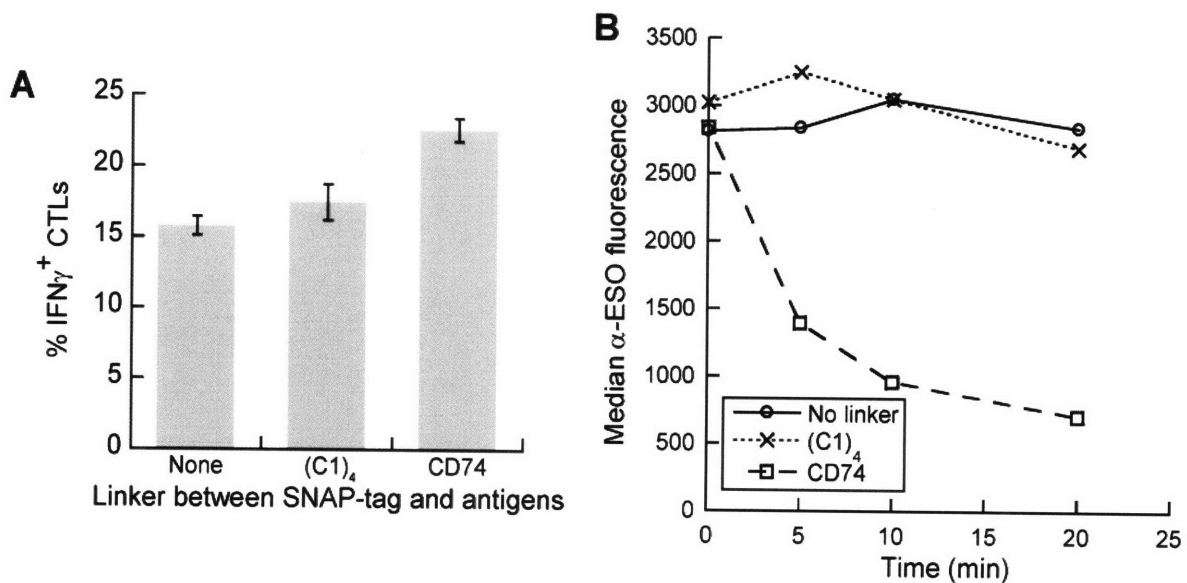 A
% IFNγ+ CTLs
25
20
15
10
5
0
None (C1)4 CD74
Linker between SNAP-tag and antigens
B
Median α-ESO fluorescence
3500
3000
2500
2000
1500
1000
500
0
No linker
(C1)4
CD74
0 5 10 15 20 25
Time (min)